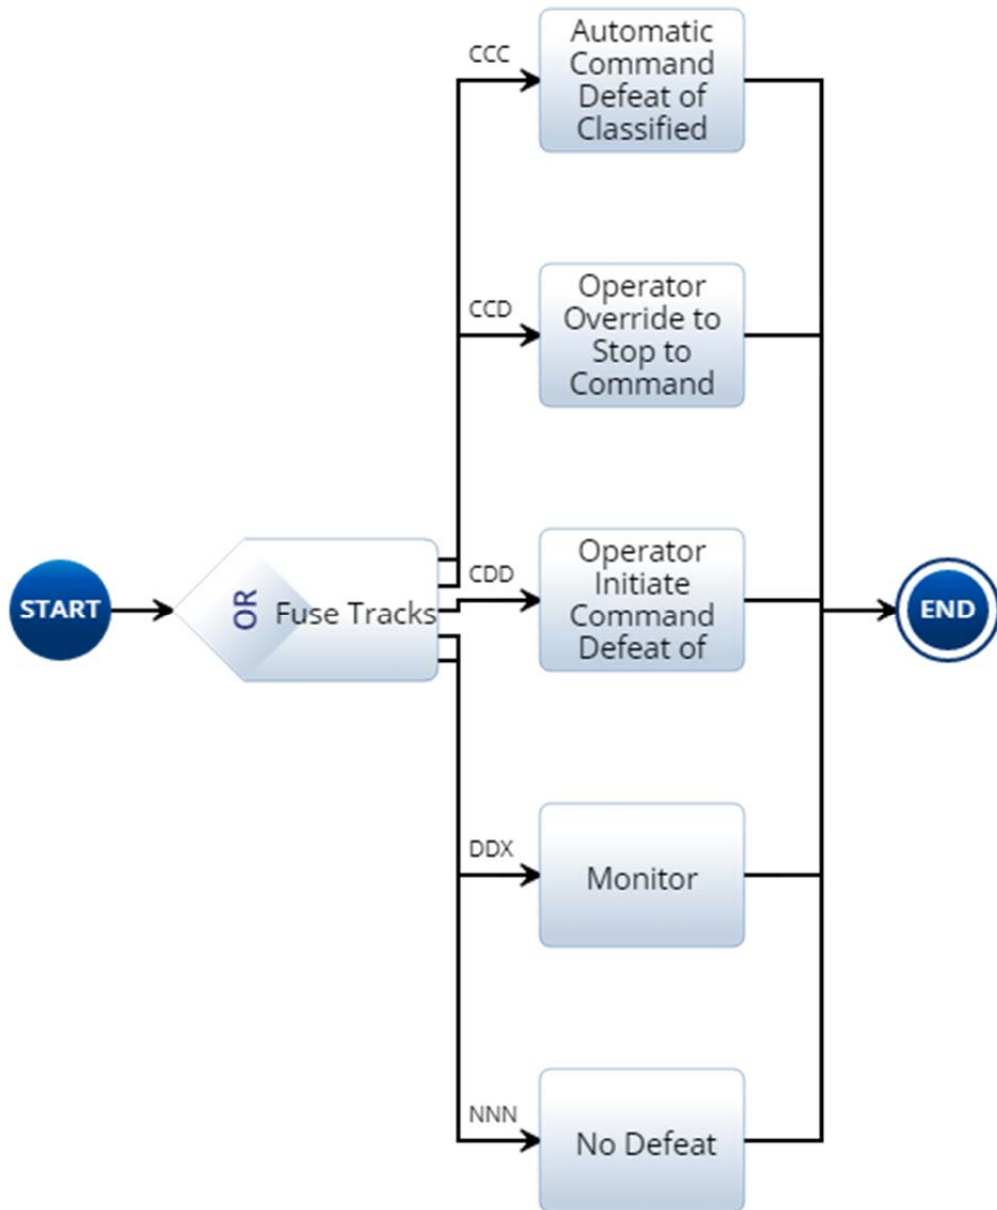 CCC
Automatic
Command
Defeat of
Classified
CCD
Operator
Override to
Stop to
Command
START
OR
Fuse Tracks
CDD
Operator
Initiate
Command
Defeat of
END
DDX
Monitor
NNN
No Defeat